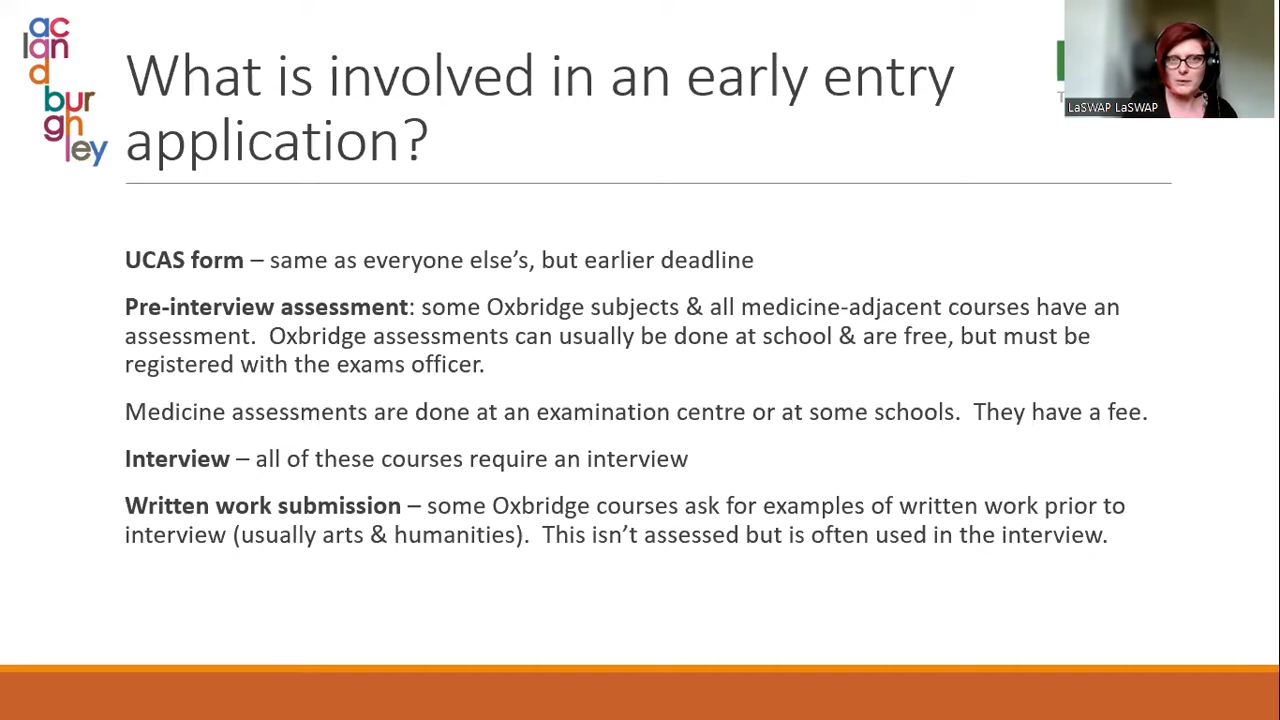 ac
lan
d
bur
gh
ley
What is involved in an early entry
application?
LaSWAP LaSWAP
UCAS form – same as everyone else’s, but earlier deadline
Pre-interview assessment: some Oxbridge subjects & all medicine-adjacent courses have an
assessment.  Oxbridge assessments can usually be done at school & are free, but must be
registered with the exams officer.
Medicine assessments are done at an examination centre or at some schools.  They have a fee.
Interview – all of these courses require an interview
Written work submission – some Oxbridge courses ask for examples of written work prior to
interview (usually arts & humanities).  This isn’t assessed but is often used in the interview.